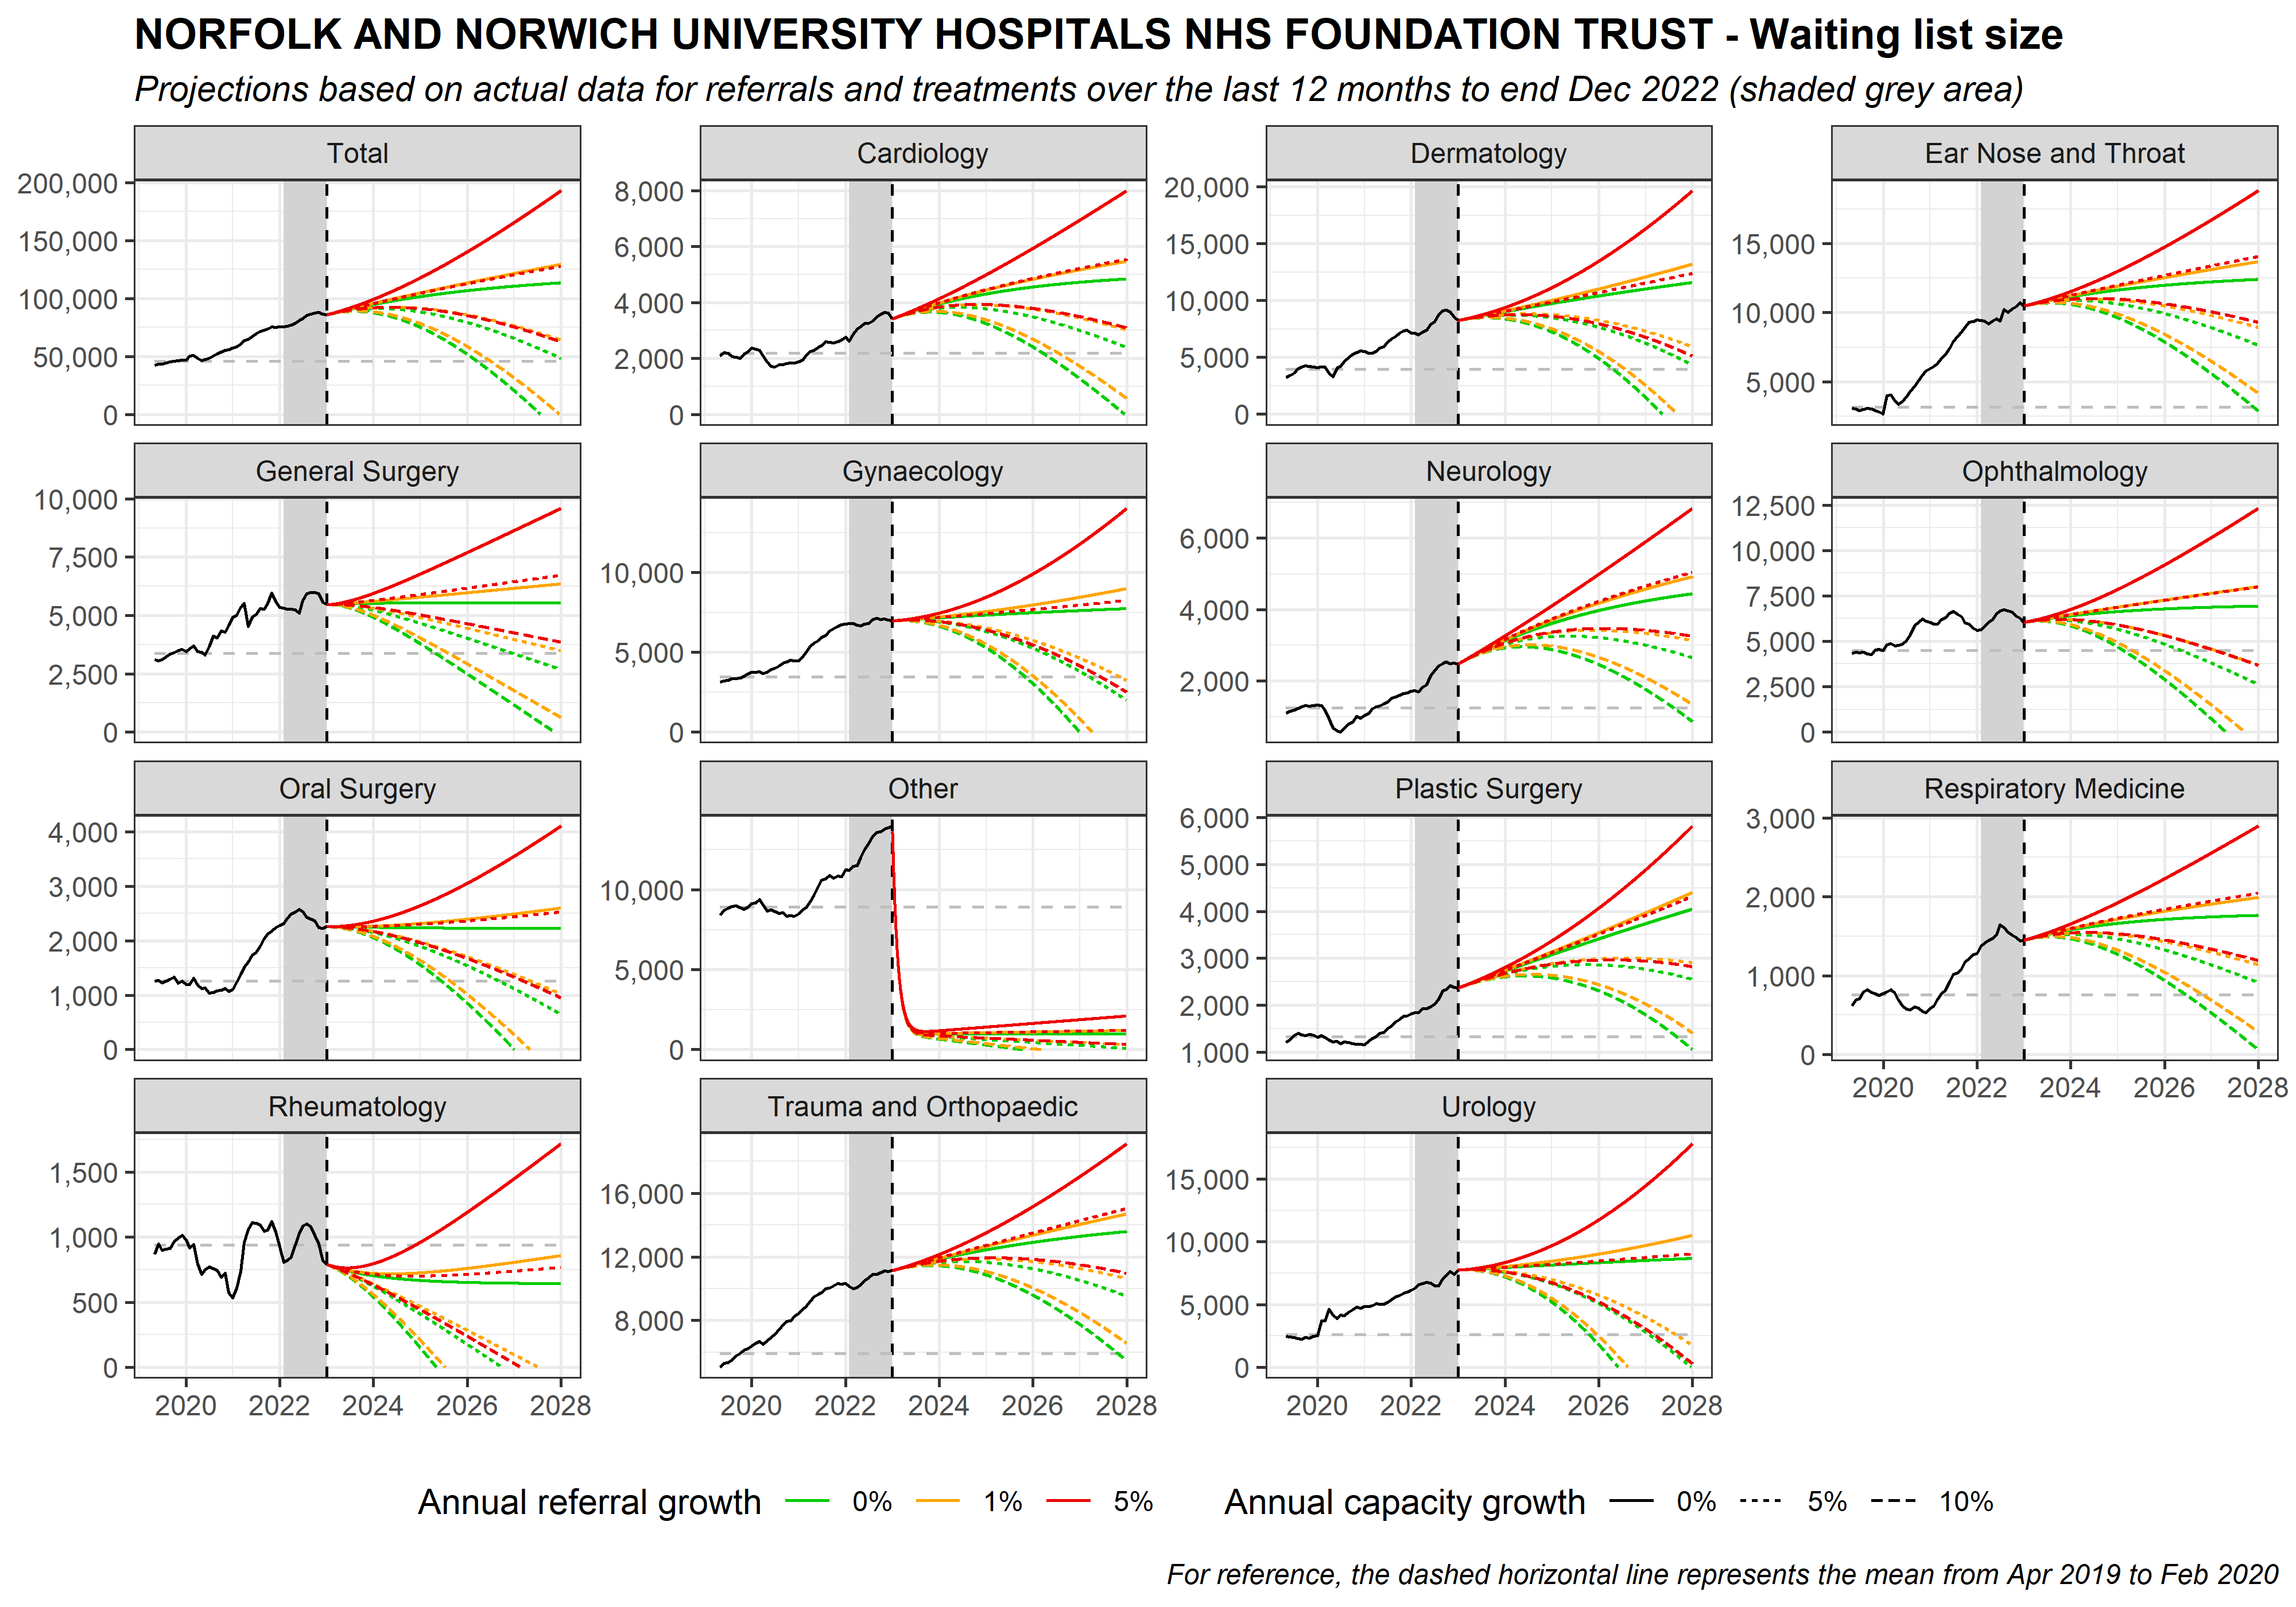 NORFOLK AND NORWICH UNIVERSITY HOSPITALS NHS FOUNDATION TRUST - Waiting list size
Projections based on actual data for referrals and treatments over the last 12 months to end Dec 2022 (shaded grey area)
Total
200,000
150,000
100,000
50,000
0
Cardiology
8,000
6,000
4,000
2,000
0
Dermatology
20,000
15,000
10,000
5,000
0
Ear Nose and Throat
15,000
10,000
5,000
General Surgery
10,000
7,500
5,000
2,500
0
Gynaecology
10,000
5,000
0
Neurology
6,000
4,000
2,000
Ophthalmology
12,500
10,000
7,500
5,000
2,500
0
Oral Surgery
4,000
3,000
2,000
1,000
0
Other
10,000
5,000
0
Plastic Surgery
6,000
5,000
4,000
3,000
2,000
1,000
Respiratory Medicine
3,000
2,000
1,000
0
2020 2022 2024 2026 2028
Rheumatology
1,500
1,000
500
0
2020 2022 2024 2026 2028
Trauma and Orthopaedic
16,000
12,000
8,000
2020 2022 2024 2026 2028
Urology
15,000
10,000
5,000
0
2020 2022 2024 2026 2028
Annual referral growth 0% 1% 5% Annual capacity growth 0% 5% 10%
For reference, the dashed horizontal line represents the mean from Apr 2019 to Feb 2020